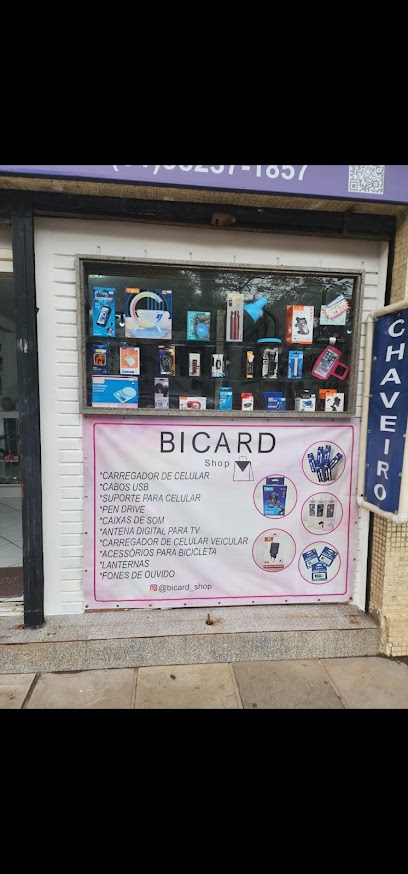 BICARD
Shop
*CARREGADOR DE CELULAR
*CABOS USB
*SUPORTE PARA CELULAR
*PEN DRIVE
*CAIXAS DE SOM
*ANTENA DIGITAL PARA TV
*CARREGADOR DE CELULAR VEICULAR
*ACESSÓRIOS PARA BICICLETA
*LANTERNAS
*FONES DE OUVIDO
@bicard_shop
CHAVEIRO